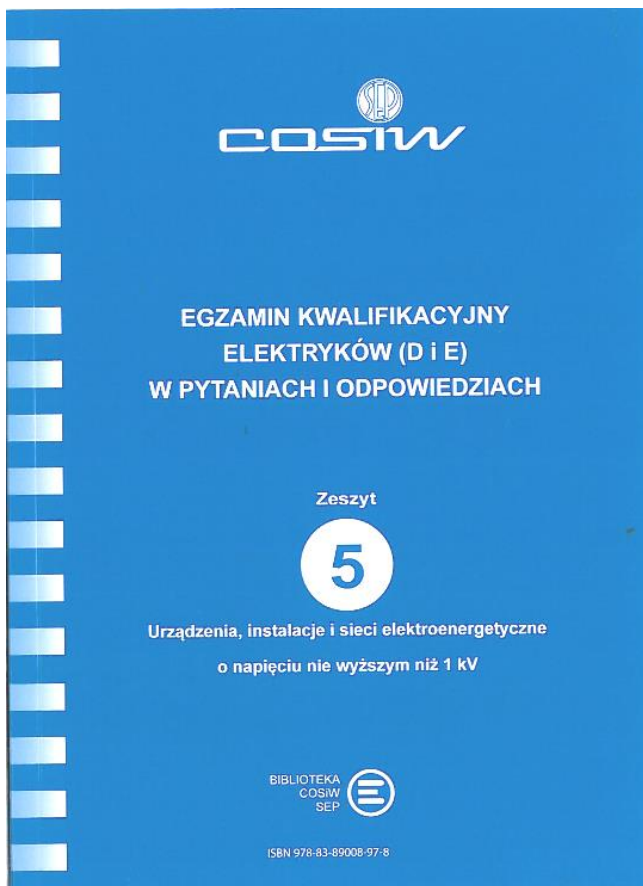 SEP
COSIW
EGZAMIN KWALIFIKACYJNY
ELEKTRYKÓW (D i E)
W PYTANIACH I ODPOWIEDZIACH
Zeszyt
5
Urządzenia, instalacje i sieci elektroenergetyczne
o napięciu nie wyższym niż 1 kV
BIBLIOTEKA
COSiW
SEP
ISBN 978-83-89008-97-8